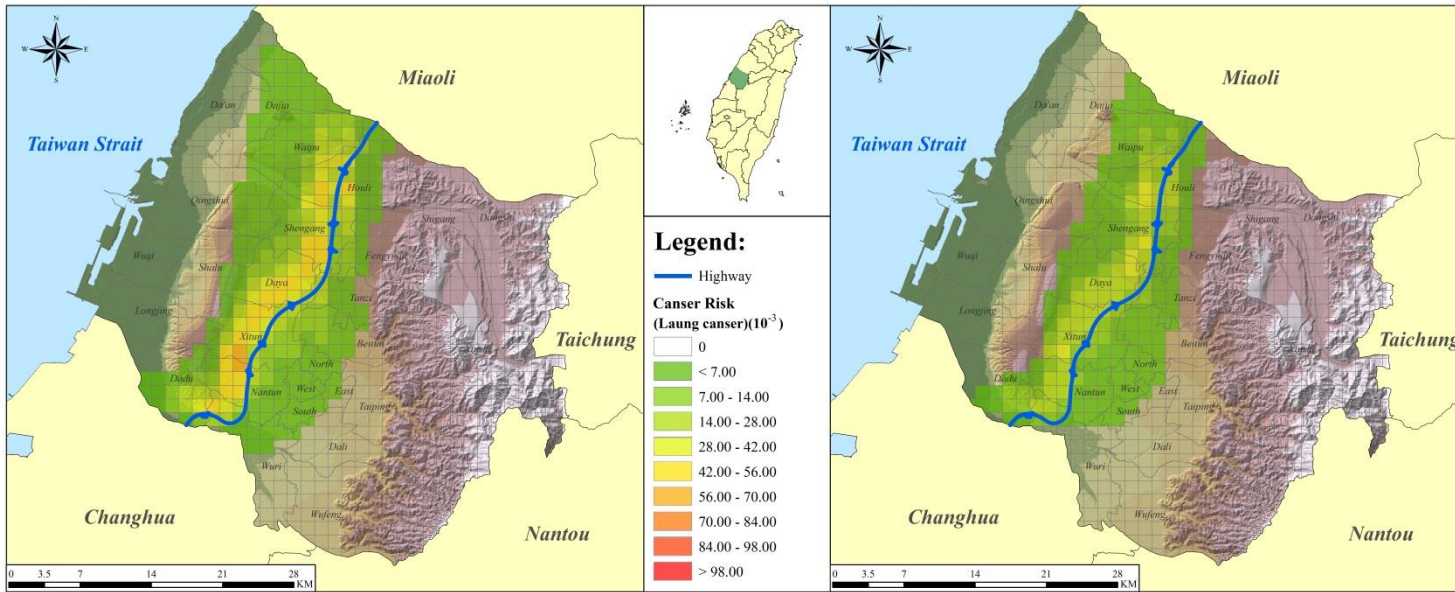 N
W E
S
Miaoli
Taiwan Strait
Da'an
Dajia
Waipu
Houli
Qingshui
Shengang
Shigang
Dongshi
Wuqi
Shalu
Fengyuan
Daya
Tanzi
Longjing
Xitun
Beitun
Taichung
Dadu
North
Nantun
West
East
South
Taiping
Dali
Wuri
Wufeng
Changhua
Nantou
0 3.5 7 14 21 28
KM
Legend:
Highway
Canser Risk
(Laung canser)(10-3)
0
< 7.00
7.00 - 14.00
14.00 - 28.00
28.00 - 42.00
42.00 - 56.00
56.00 - 70.00
70.00 - 84.00
84.00 - 98.00
> 98.00
N
W E
S
Miaoli
Taiwan Strait
Da'an
Dajia
Waipu
Houli
Qingshui
Shengang
Shigang
Dongshi
Wuqi
Shalu
Fengyuan
Daya
Tanzi
Longjing
Xitun
Beitun
Taichung
Dadu
North
Nantun
West
East
South
Taiping
Dali
Wuri
Wufeng
Changhua
Nantou
0 3.5 7 14 21 28
KM